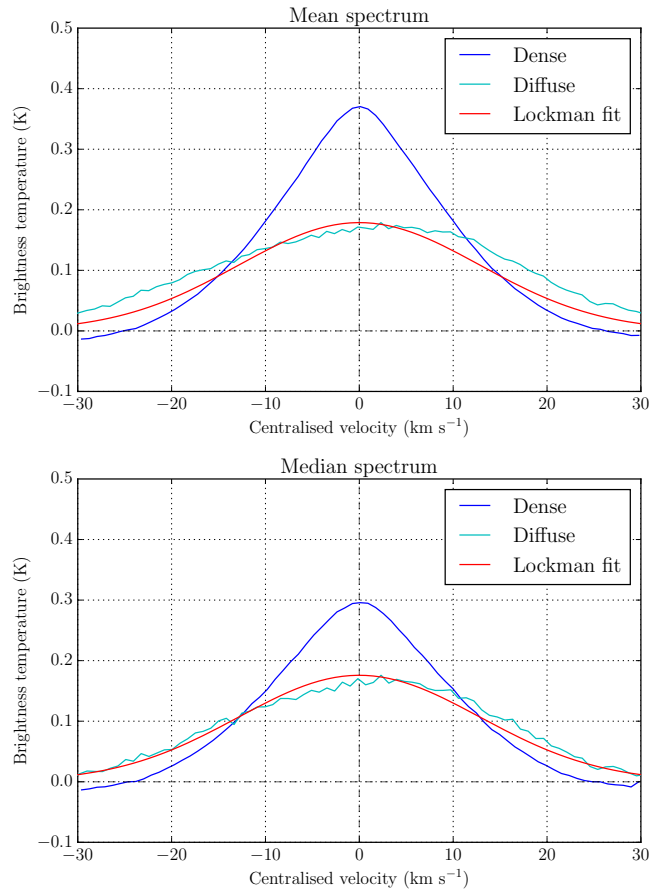 Mean spectrum
0.5
0.4
0.3
0.2
0.1
0.0
−0.1
Brightness temperature (K)
Dense
Diffuse
Lockman fit
−30 −20 −10 0 10 20 30
Centralised velocity (km s⁻¹)
Median spectrum
0.5
0.4
0.3
0.2
0.1
0.0
−0.1
Brightness temperature (K)
Dense
Diffuse
Lockman fit
−30 −20 −10 0 10 20 30
Centralised velocity (km s⁻¹)